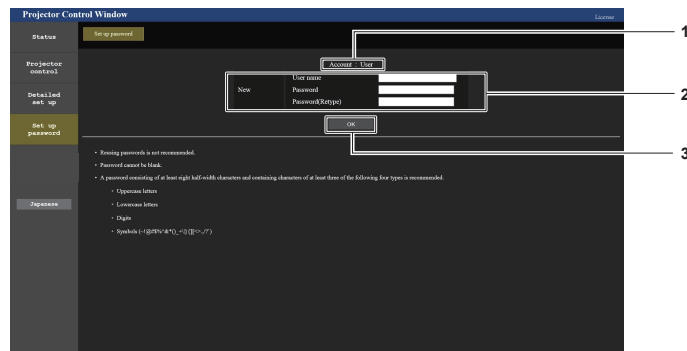 Projector Control Window
License
Status
Set up password
1
Projector control
Account : User
User name
New
Password
Password(Retype)
2
Detailed set up
Set up password
OK
3
• Reusing passwords is not recommended.
• Password cannot be blank.
• A password consisting of at least eight half-width characters and containing characters of at least three of the following four types is recommended.
• Uppercase letters
Japanese
• Lowercase letters
• Digits
• Symbols